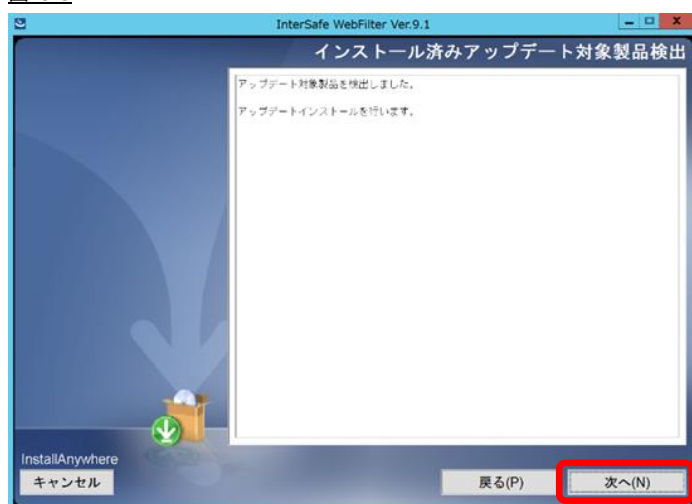 InterSafe WebFilter Ver.9.1
インストール済みアップデート対象製品検出
アップデート対象製品を検出しました。
アップデートインストールを行います。
InstallAnywhere
キャンセル
戻る(P)
次へ(N)